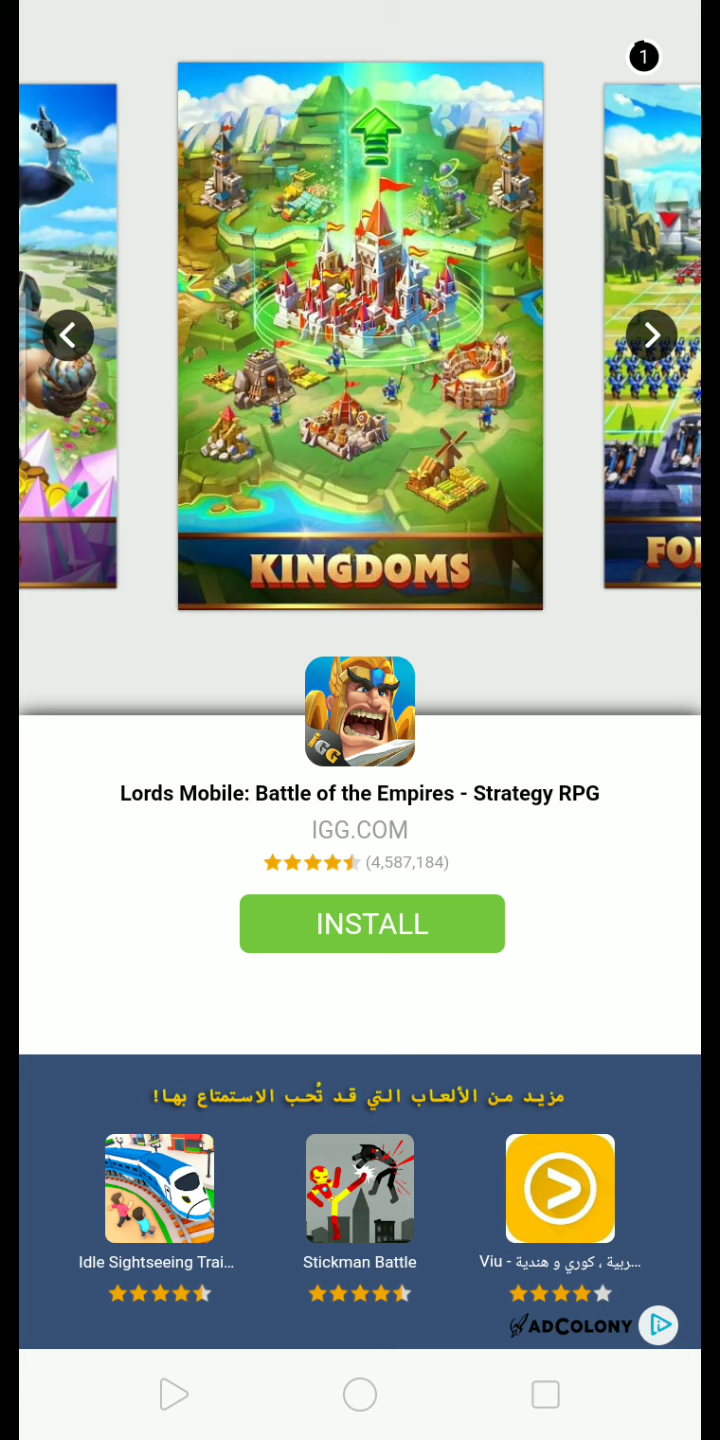 1
KINGDOMS
IGG
Lords Mobile: Battle of the Empires - Strategy RPG
IGG.COM
(4,587,184)
INSTALL
مزيد من الألعاب التي قد تُحب الاستمتاع بها!
Idle Sightseeing Trai...
Stickman Battle
Viu - ربية ، كوري و هندية...
ADCOLONY